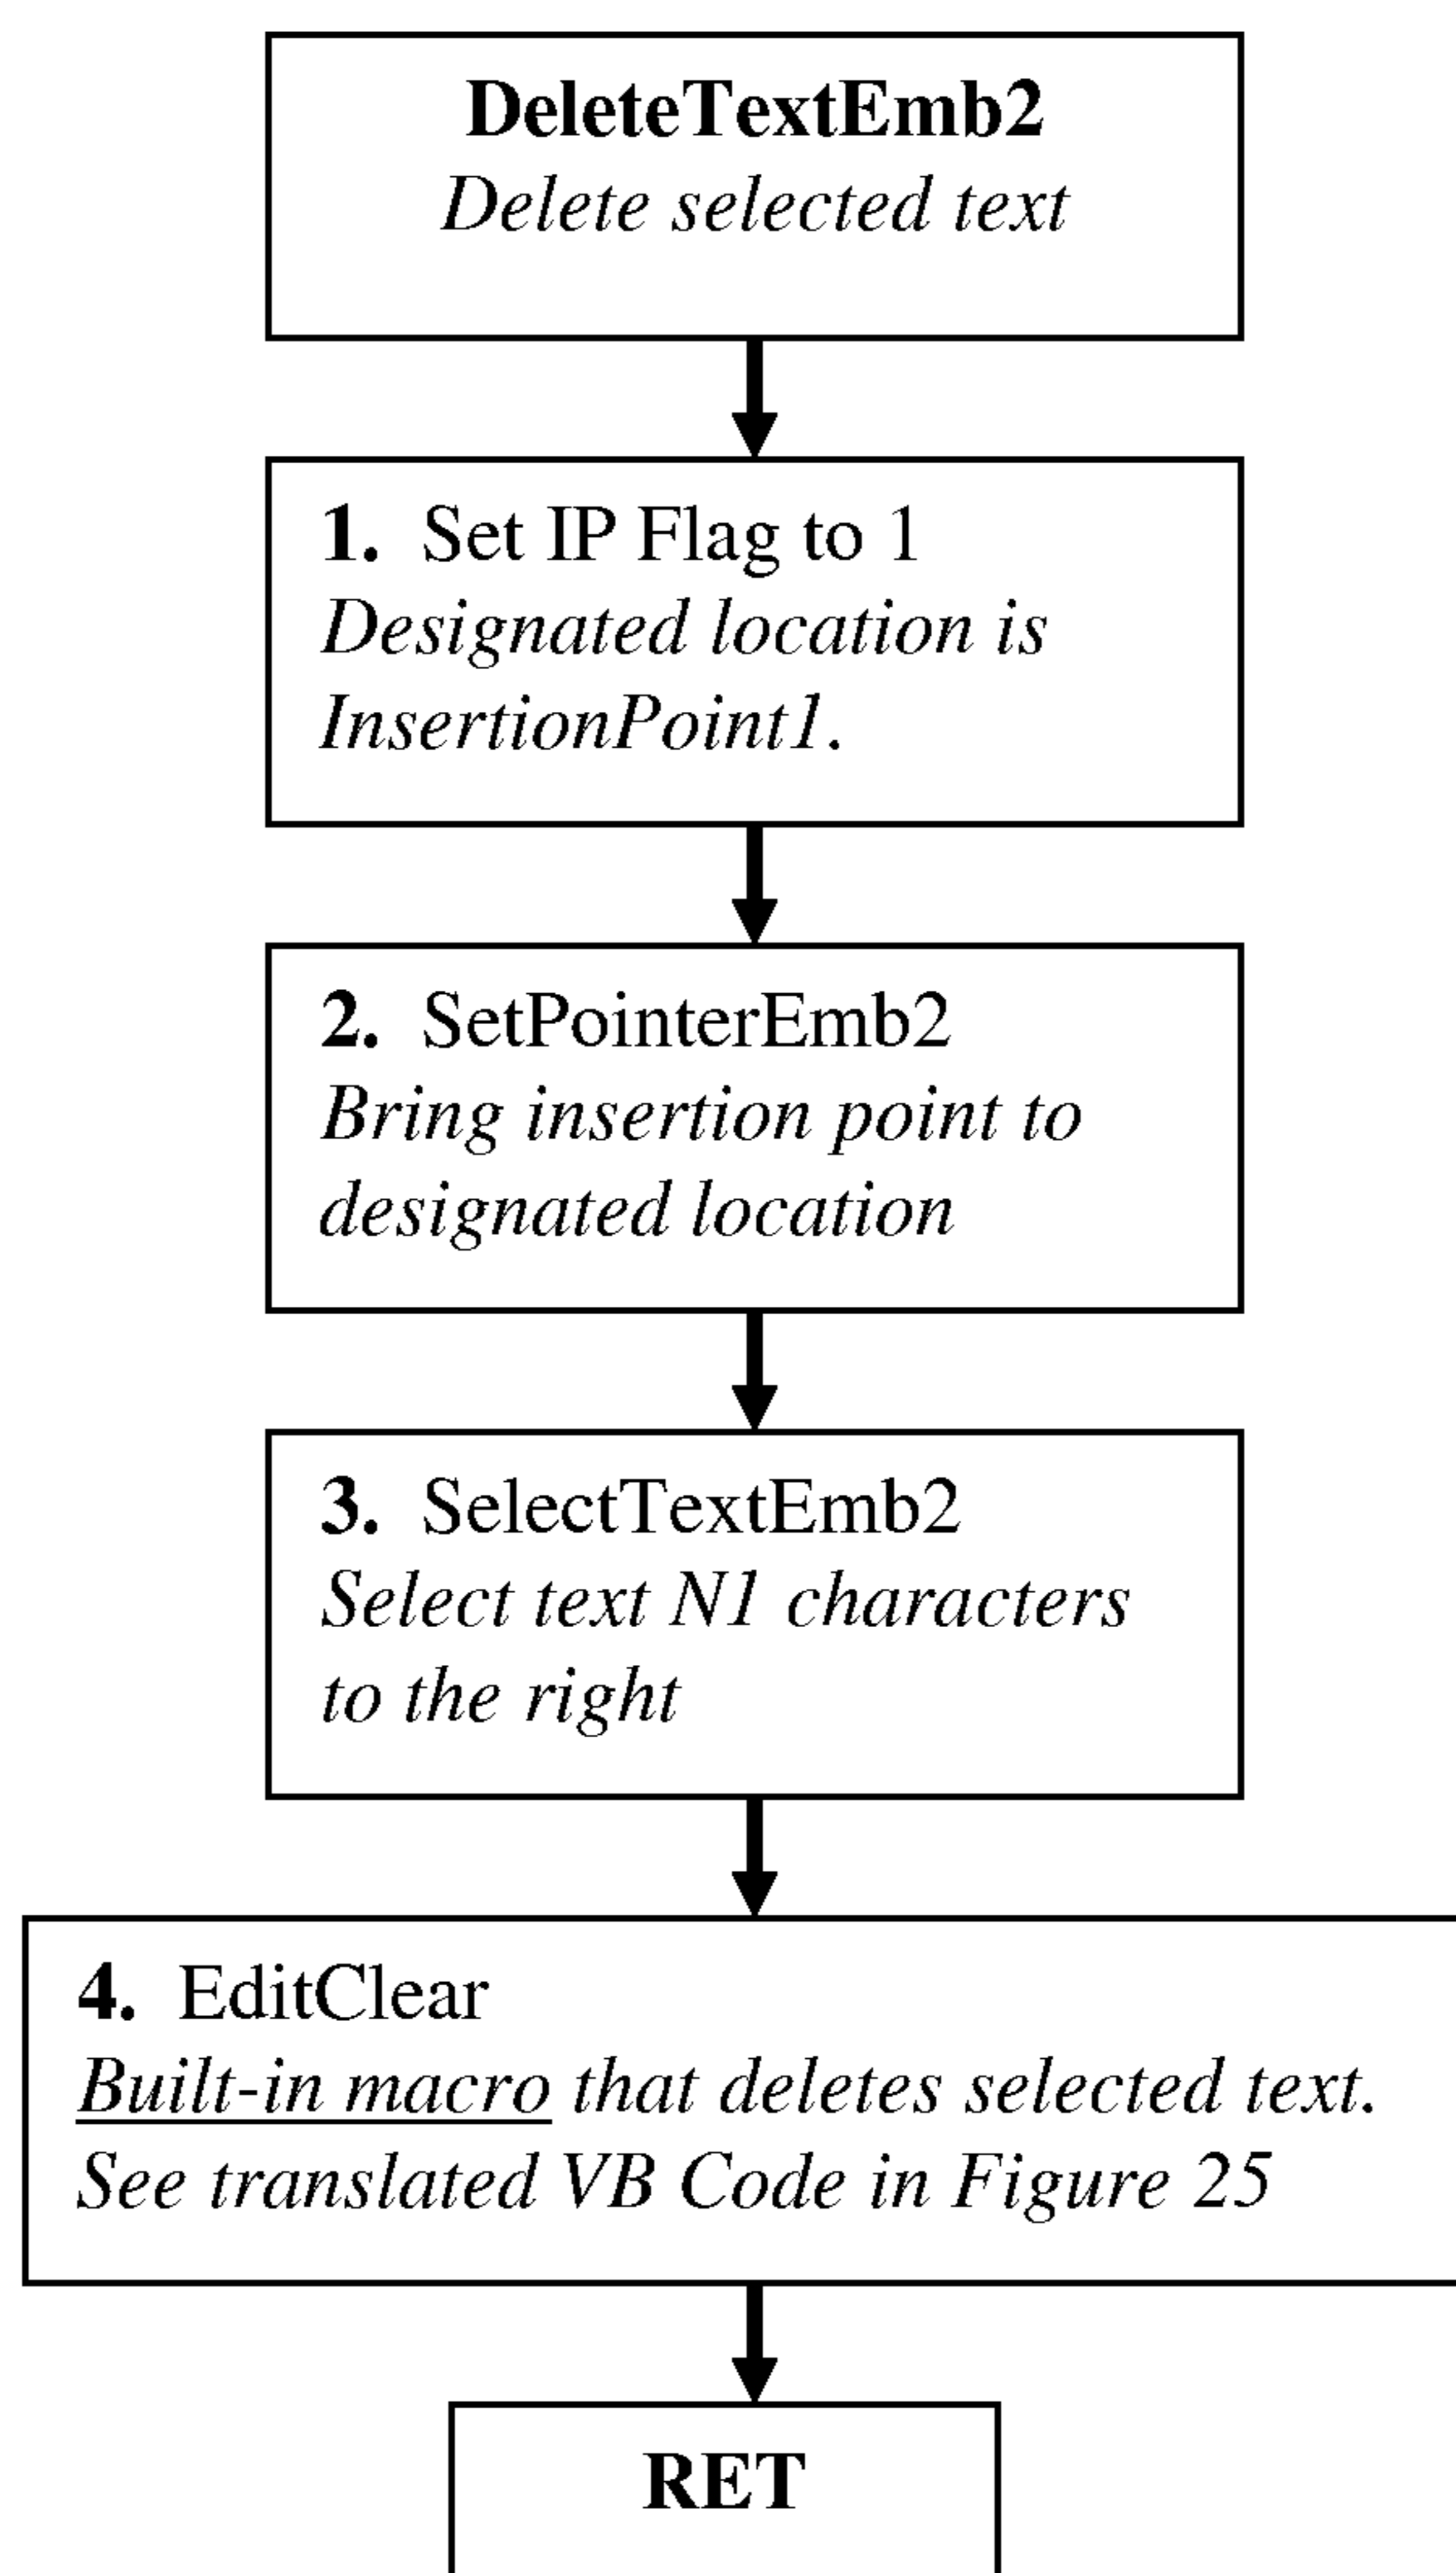 DeleteTextEmb2
Delete selected text
1. Set IP Flag to 1
Designated location is
InsertionPoint1.
2. SetPointerEmb2
Bring insertion point to
designated location
3. SelectTextEmb2
Select text N1 characters
to the right
4. EditClear
Built-in macro that deletes selected text.
See translated VB Code in Figure 25
RET